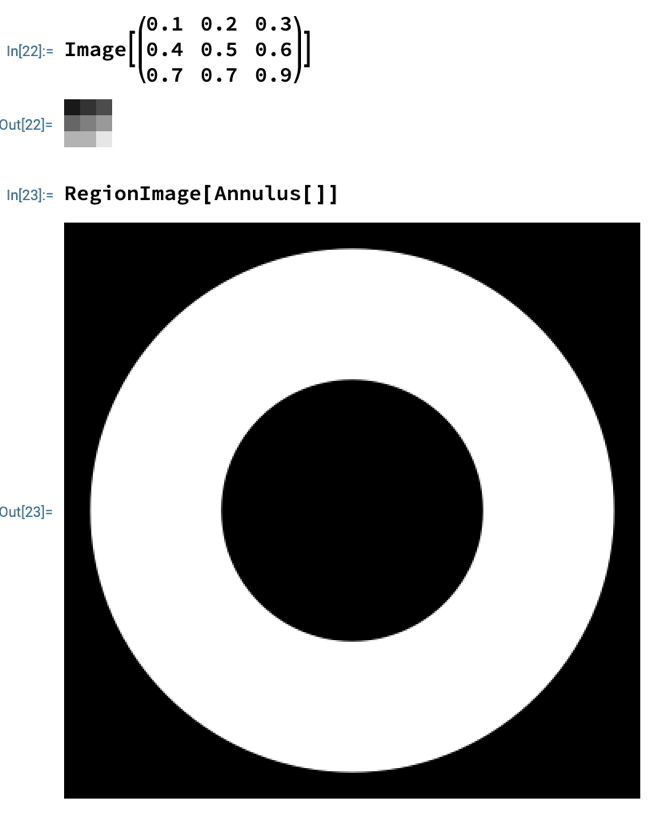 In[22]:= Image[(0.1 0.2 0.3
0.4 0.5 0.6
0.7 0.7 0.9)]
Out[22]=
In[23]:= RegionImage[Annulus[]]
Out[23]=